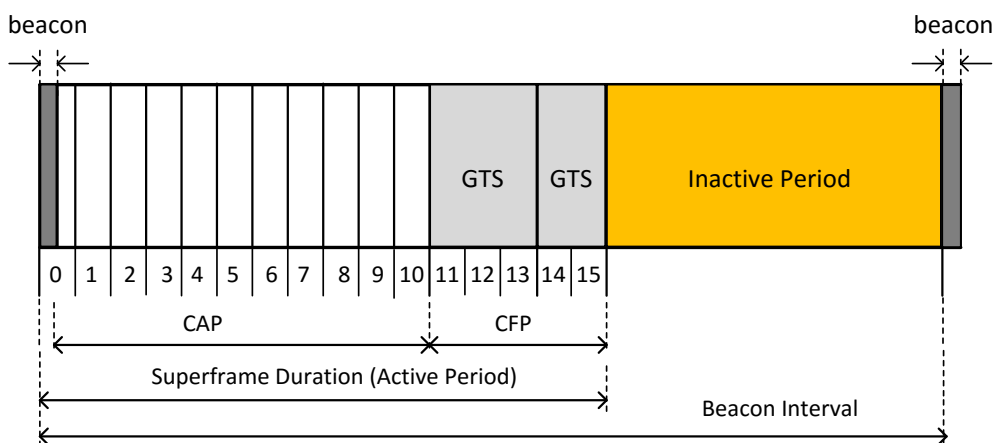 beacon beacon
GTS GTS Inactive Period
0 1 2 3 4 5 6 7 8 9 10 11 12 13 14 15
CAP CFP
Superframe Duration (Active Period)
Beacon Interval